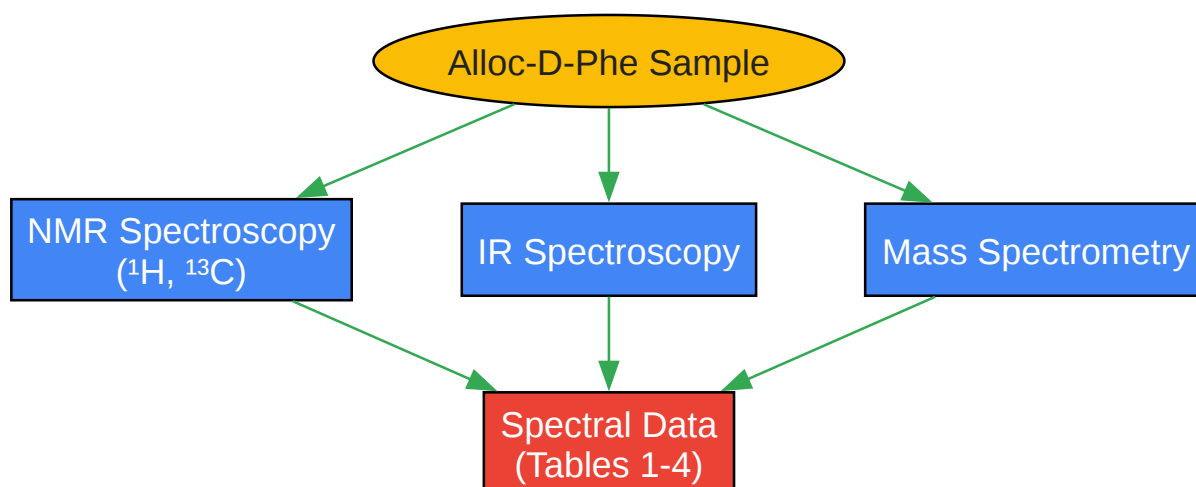 Alloc-D-Phe Sample
NMR Spectroscopy
(¹H, ¹³C)
IR Spectroscopy
Mass Spectrometry
Spectral Data
(Tables 1-4)